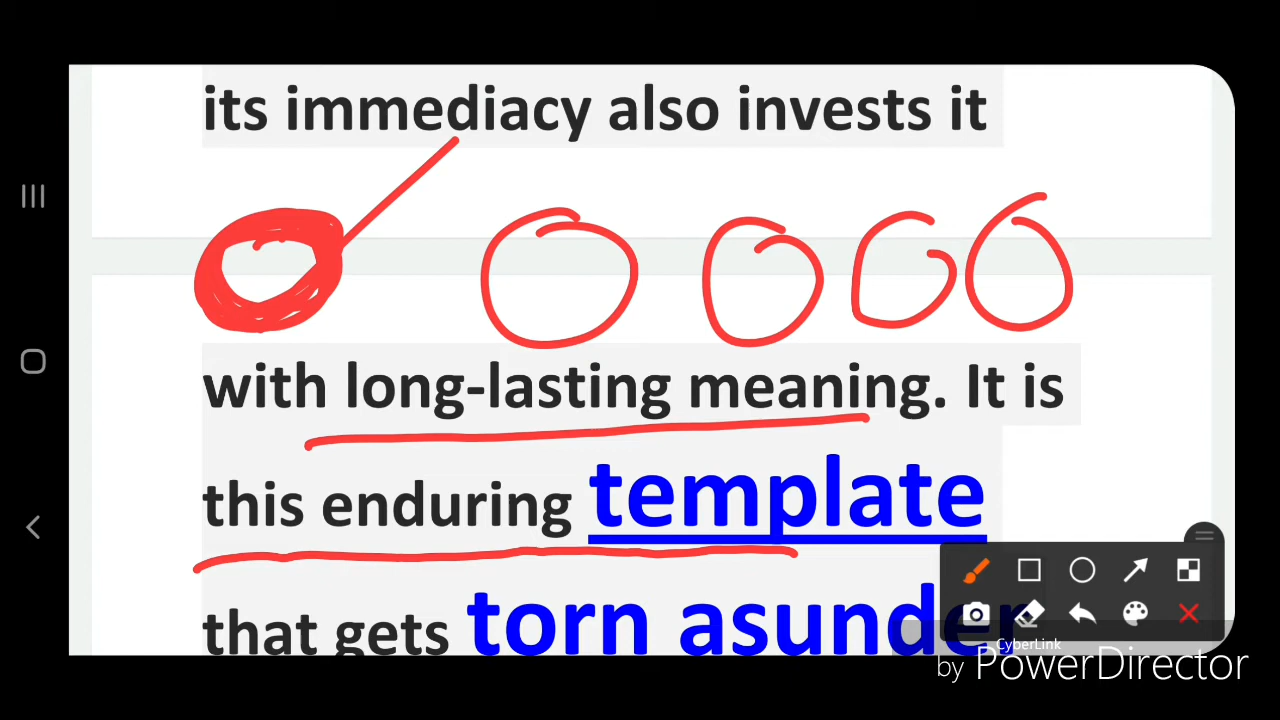 its immediacy also invests it
with long-lasting meaning. It is
this enduring template
that gets torn asunder
CyberLink
by PowerDirector